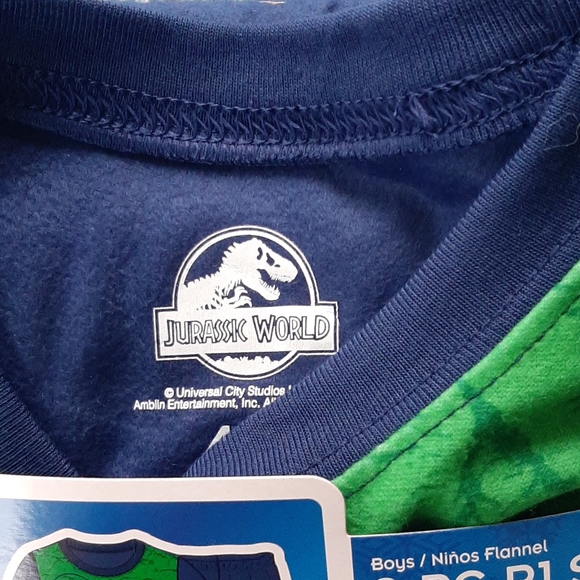 JURASSIC WORLD
© Universal City Studios
Amblin Entertainment, Inc.
Boys / Niños Flannel